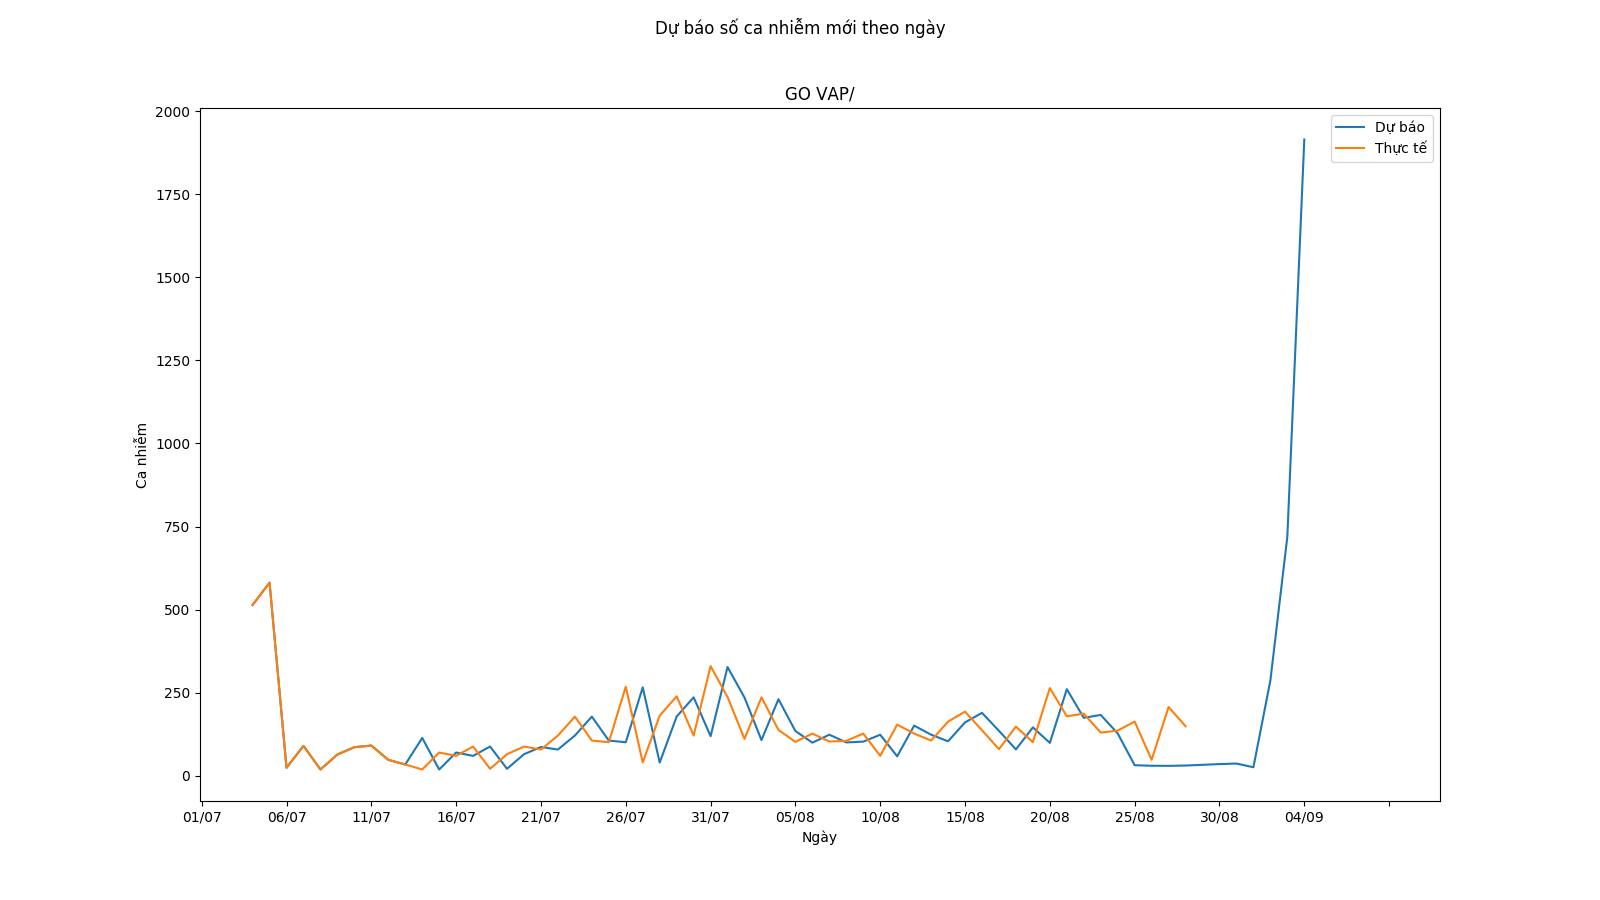 Dự báo số ca nhiễm mới theo ngày
GO VAP/
Dự báo
Thực tế
2000
1750
1500
1250
1000
750
500
250
0
Ca nhiễm
01/07 06/07 11/07 16/07 21/07 26/07 31/07 05/08 10/08 15/08 20/08 25/08 30/08 04/09
Ngày